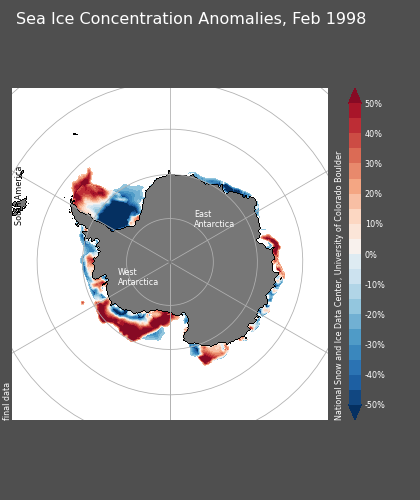 Sea Ice Concentration Anomalies, Feb 1998
South America
East
Antarctica
West
Antarctica
final data
National Snow and Ice Data Center, University of Colorado Boulder
50%
40%
30%
20%
10%
0%
-10%
-20%
-30%
-40%
-50%